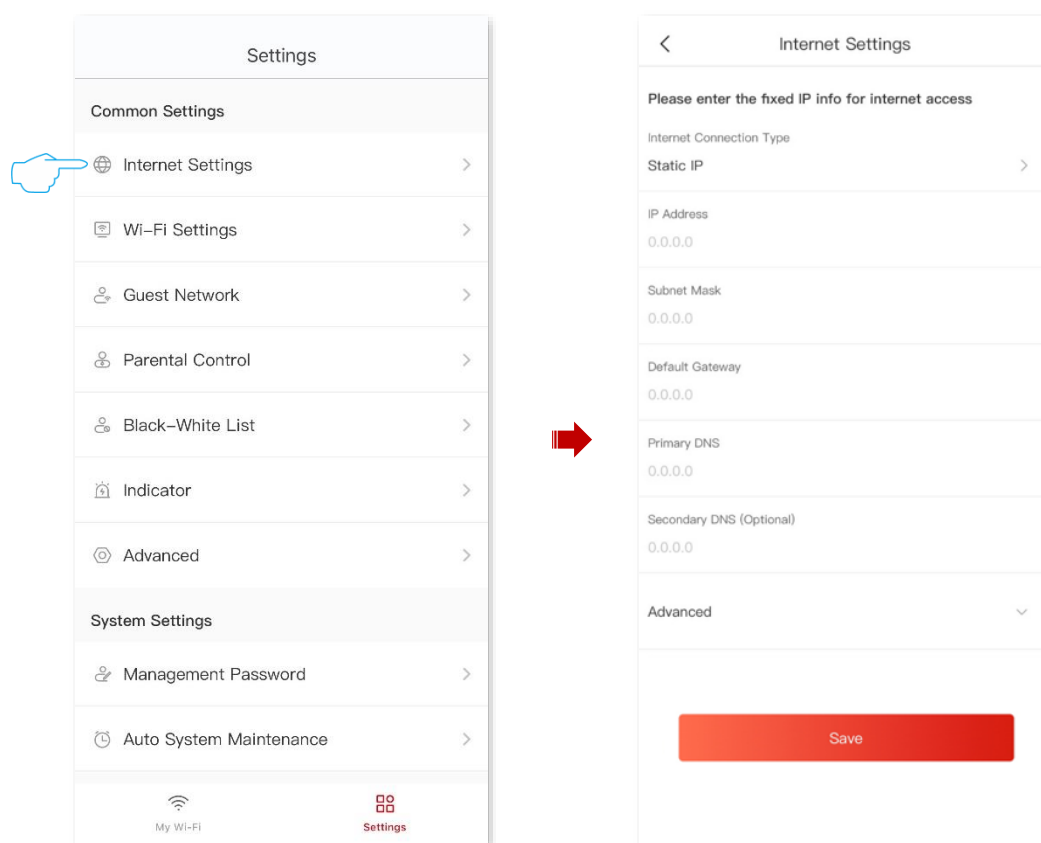 Settings
Common Settings
Internet Settings
Wi-Fi Settings
Guest Network
Parental Control
Black-White List
Indicator
Advanced
System Settings
Management Password
Auto System Maintenance
My Wi-Fi
Settings
Internet Settings
Please enter the fixed IP info for internet access
Internet Connection Type
Static IP
IP Address
0.0.0.0
Subnet Mask
0.0.0.0
Default Gateway
0.0.0.0
Primary DNS
0.0.0.0
Secondary DNS (Optional)
0.0.0.0
Advanced
Save